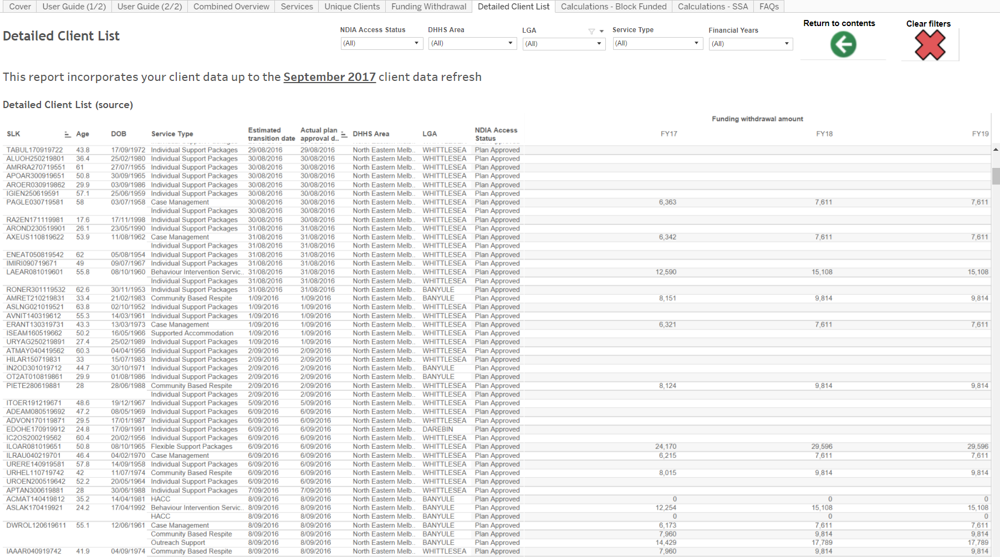 Cover User Guide (1/2) User Guide (2/2) Combined Overview Services Unique Clients Funding Withdrawal Detailed Client List Calculations - Block Funded Calculations - SSA FAQs
Detailed Client List
NDIA Access Status DHHS Area LGA Service Type Financial Years Return to contents Clear filters
(All) (All) (All) (All) (All)
This report incorporates your client data up to the September 2017 client data refresh
Detailed Client List (source)
Funding withdrawal amount
SLK Age DOB Service Type Estimated transition date Actual plan approval d.. DHHS Area LGA NDIA Access Status FY17 FY18 FY19
TABUL170919722 43.8 17/09/1972 Individual Support Packages 29/08/2016 29/08/2016 North Eastern Melb.. WHITTLESEA Plan Approved
ALUOH250219801 36.4 25/02/1980 Individual Support Packages 30/08/2016 30/08/2016 North Eastern Melb.. WHITTLESEA Plan Approved
AMRRA270719551 61 27/07/1955 Individual Support Packages 30/08/2016 30/08/2016 North Eastern Melb.. WHITTLESEA Plan Approved
APOAR300919651 50.8 30/09/1965 Individual Support Packages 30/08/2016 30/08/2016 North Eastern Melb.. WHITTLESEA Plan Approved
AROER030919862 29.9 03/09/1986 Individual Support Packages 30/08/2016 30/08/2016 North Eastern Melb.. WHITTLESEA Plan Approved
IGIEN250619591 57.1 25/06/1959 Individual Support Packages 30/08/2016 30/08/2016 North Eastern Melb.. WHITTLESEA Plan Approved
PAGLE030719581 58 03/07/1958 Case Management 30/08/2016 30/08/2016 North Eastern Melb.. WHITTLESEA Plan Approved 6,363 7,611 7,611
Individual Support Packages 30/08/2016 30/08/2016 North Eastern Melb.. WHITTLESEA Plan Approved
RA2EN171119981 17.6 17/11/1998 Individual Support Packages 30/08/2016 30/08/2016 North Eastern Melb.. WHITTLESEA Plan Approved
AROND230519901 26.1 23/05/1990 Individual Support Packages 31/08/2016 31/08/2016 North Eastern Melb.. WHITTLESEA Plan Approved
AXEUS110819622 53.9 11/08/1962 Case Management 31/08/2016 31/08/2016 North Eastern Melb.. WHITTLESEA Plan Approved 6,342 7,611 7,611
Individual Support Packages 31/08/2016 31/08/2016 North Eastern Melb.. WHITTLESEA Plan Approved
ENEAT050819542 62 05/08/1954 Individual Support Packages 31/08/2016 31/08/2016 North Eastern Melb.. WHITTLESEA Plan Approved
IMIRI090719671 49 09/07/1967 Individual Support Packages 31/08/2016 31/08/2016 North Eastern Melb.. WHITTLESEA Plan Approved
LAEAR081019601 55.8 08/10/1960 Behaviour Intervention Servic.. 31/08/2016 31/08/2016 North Eastern Melb.. WHITTLESEA Plan Approved 12,590 15,108 15,108
Individual Support Packages 31/08/2016 31/08/2016 North Eastern Melb.. WHITTLESEA Plan Approved
RONER301119532 62.6 30/11/1953 Individual Support Packages 31/08/2016 31/08/2016 North Eastern Melb.. BANYULE Plan Approved
AMRET210219831 33.4 21/02/1983 Community Based Respite 1/09/2016 1/09/2016 North Eastern Melb.. BANYULE Plan Approved 8,151 9,814 9,814
ASLNG021019521 63.8 02/10/1952 Individual Support Packages 1/09/2016 1/09/2016 North Eastern Melb.. WHITTLESEA Plan Approved
AVNIT140319612 55.3 14/03/1961 Individual Support Packages 1/09/2016 1/09/2016 North Eastern Melb.. WHITTLESEA Plan Approved
ERANT130319731 43.3 13/03/1973 Case Management 1/09/2016 1/09/2016 North Eastern Melb.. WHITTLESEA Plan Approved 6,321 7,611 7,611
ISEAM160519662 50.2 16/05/1966 Supported Accommodation 1/09/2016 1/09/2016 North Eastern Melb.. WHITTLESEA Plan Approved
URYAG250219891 27.4 25/02/1989 Individual Support Packages 1/09/2016 1/09/2016 North Eastern Melb.. WHITTLESEA Plan Approved
ATMAY040419562 60.3 04/04/1956 Individual Support Packages 2/09/2016 2/09/2016 North Eastern Melb.. WHITTLESEA Plan Approved
HILAR150719831 33 15/07/1983 Individual Support Packages 2/09/2016 2/09/2016 North Eastern Melb.. WHITTLESEA Plan Approved
IN2OD301019712 44.7 30/10/1971 Individual Support Packages 2/09/2016 2/09/2016 North Eastern Melb.. BANYULE Plan Approved
OT2AT010819861 29.9 01/08/1986 Individual Support Packages 2/09/2016 2/09/2016 North Eastern Melb.. BANYULE Plan Approved
PIETE280619881 28 28/06/1988 Community Based Respite 2/09/2016 2/09/2016 North Eastern Melb.. WHITTLESEA Plan Approved 8,124 9,814 9,814
Individual Support Packages 2/09/2016 2/09/2016 North Eastern Melb.. WHITTLESEA Plan Approved
ITOER191219671 48.6 19/12/1967 Individual Support Packages 5/09/2016 5/09/2016 North Eastern Melb.. WHITTLESEA Plan Approved
ADEAM080519692 47.2 08/05/1969 Individual Support Packages 6/09/2016 6/09/2016 North Eastern Melb.. WHITTLESEA Plan Approved
ADVON170119871 29.5 17/01/1987 Individual Support Packages 6/09/2016 6/09/2016 North Eastern Melb.. WHITTLESEA Plan Approved
EDOHE170919912 24.8 17/09/1991 Individual Support Packages 6/09/2016 6/09/2016 North Eastern Melb.. DAREBIN Plan Approved
IC2OS200219562 60.4 20/02/1956 Individual Support Packages 6/09/2016 6/09/2016 North Eastern Melb.. WHITTLESEA Plan Approved
ILOAR081019651 50.8 08/10/1965 Flexible Support Packages 6/09/2016 6/09/2016 North Eastern Melb.. WHITTLESEA Plan Approved 24,170 29,596 29,596
ILRAU040219701 46.4 04/02/1970 Case Management 6/09/2016 6/09/2016 North Eastern Melb.. WHITTLESEA Plan Approved 6,215 7,611 7,611
URERE140919581 57.8 14/09/1958 Individual Support Packages 6/09/2016 6/09/2016 North Eastern Melb.. WHITTLESEA Plan Approved
URHEL110719742 42 11/07/1974 Community Based Respite 6/09/2016 6/09/2016 North Eastern Melb.. WHITTLESEA Plan Approved 8,015 9,814 9,814
UROEN200519642 52.2 20/05/1964 Individual Support Packages 6/09/2016 6/09/2016 North Eastern Melb.. WHITTLESEA Plan Approved
APTAN300619881 28 30/06/1988 Individual Support Packages 7/09/2016 7/09/2016 North Eastern Melb.. WHITTLESEA Plan Approved
ACMAT140419812 35.2 14/04/1981 HACC 8/09/2016 8/09/2016 North Eastern Melb.. BANYULE Plan Approved 0 0 0
ASLAK170419921 24.2 17/04/1992 Behaviour Intervention Servic.. 8/09/2016 8/09/2016 North Eastern Melb.. BANYULE Plan Approved 12,254 15,108 15,108
HACC 8/09/2016 8/09/2016 North Eastern Melb.. BANYULE Plan Approved 0 0 0
DWROL120619611 55.1 12/06/1961 Case Management 8/09/2016 8/09/2016 North Eastern Melb.. BANYULE Plan Approved 6,173 7,611 7,611
Community Based Respite 8/09/2016 8/09/2016 North Eastern Melb.. BANYULE Plan Approved 7,960 9,814 9,814
Outreach Support 8/09/2016 8/09/2016 North Eastern Melb.. BANYULE Plan Approved 14,429 17,789 17,789
IAAAR040919742 41.9 04/09/1974 Community Based Respite 8/09/2016 8/09/2016 North Eastern Melb.. WHITTLESEA Plan Approved 7,960 9,814 9,814